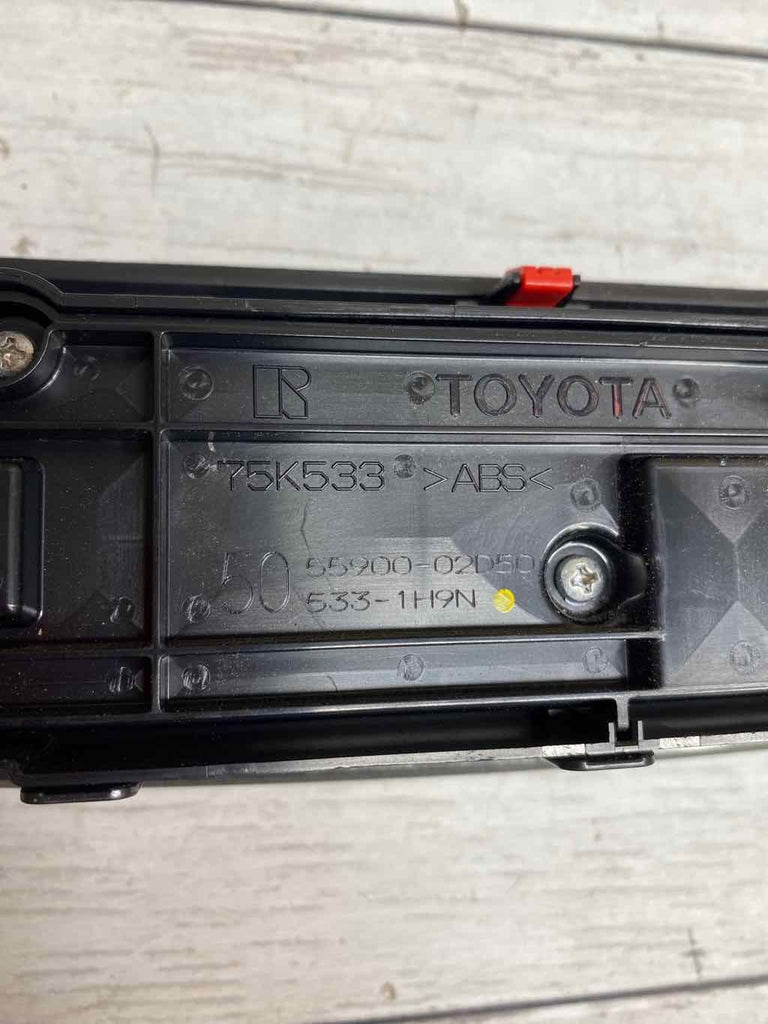 R TOYOTA
75K533 >ABS<
50 55900-02D50
533-1H9N